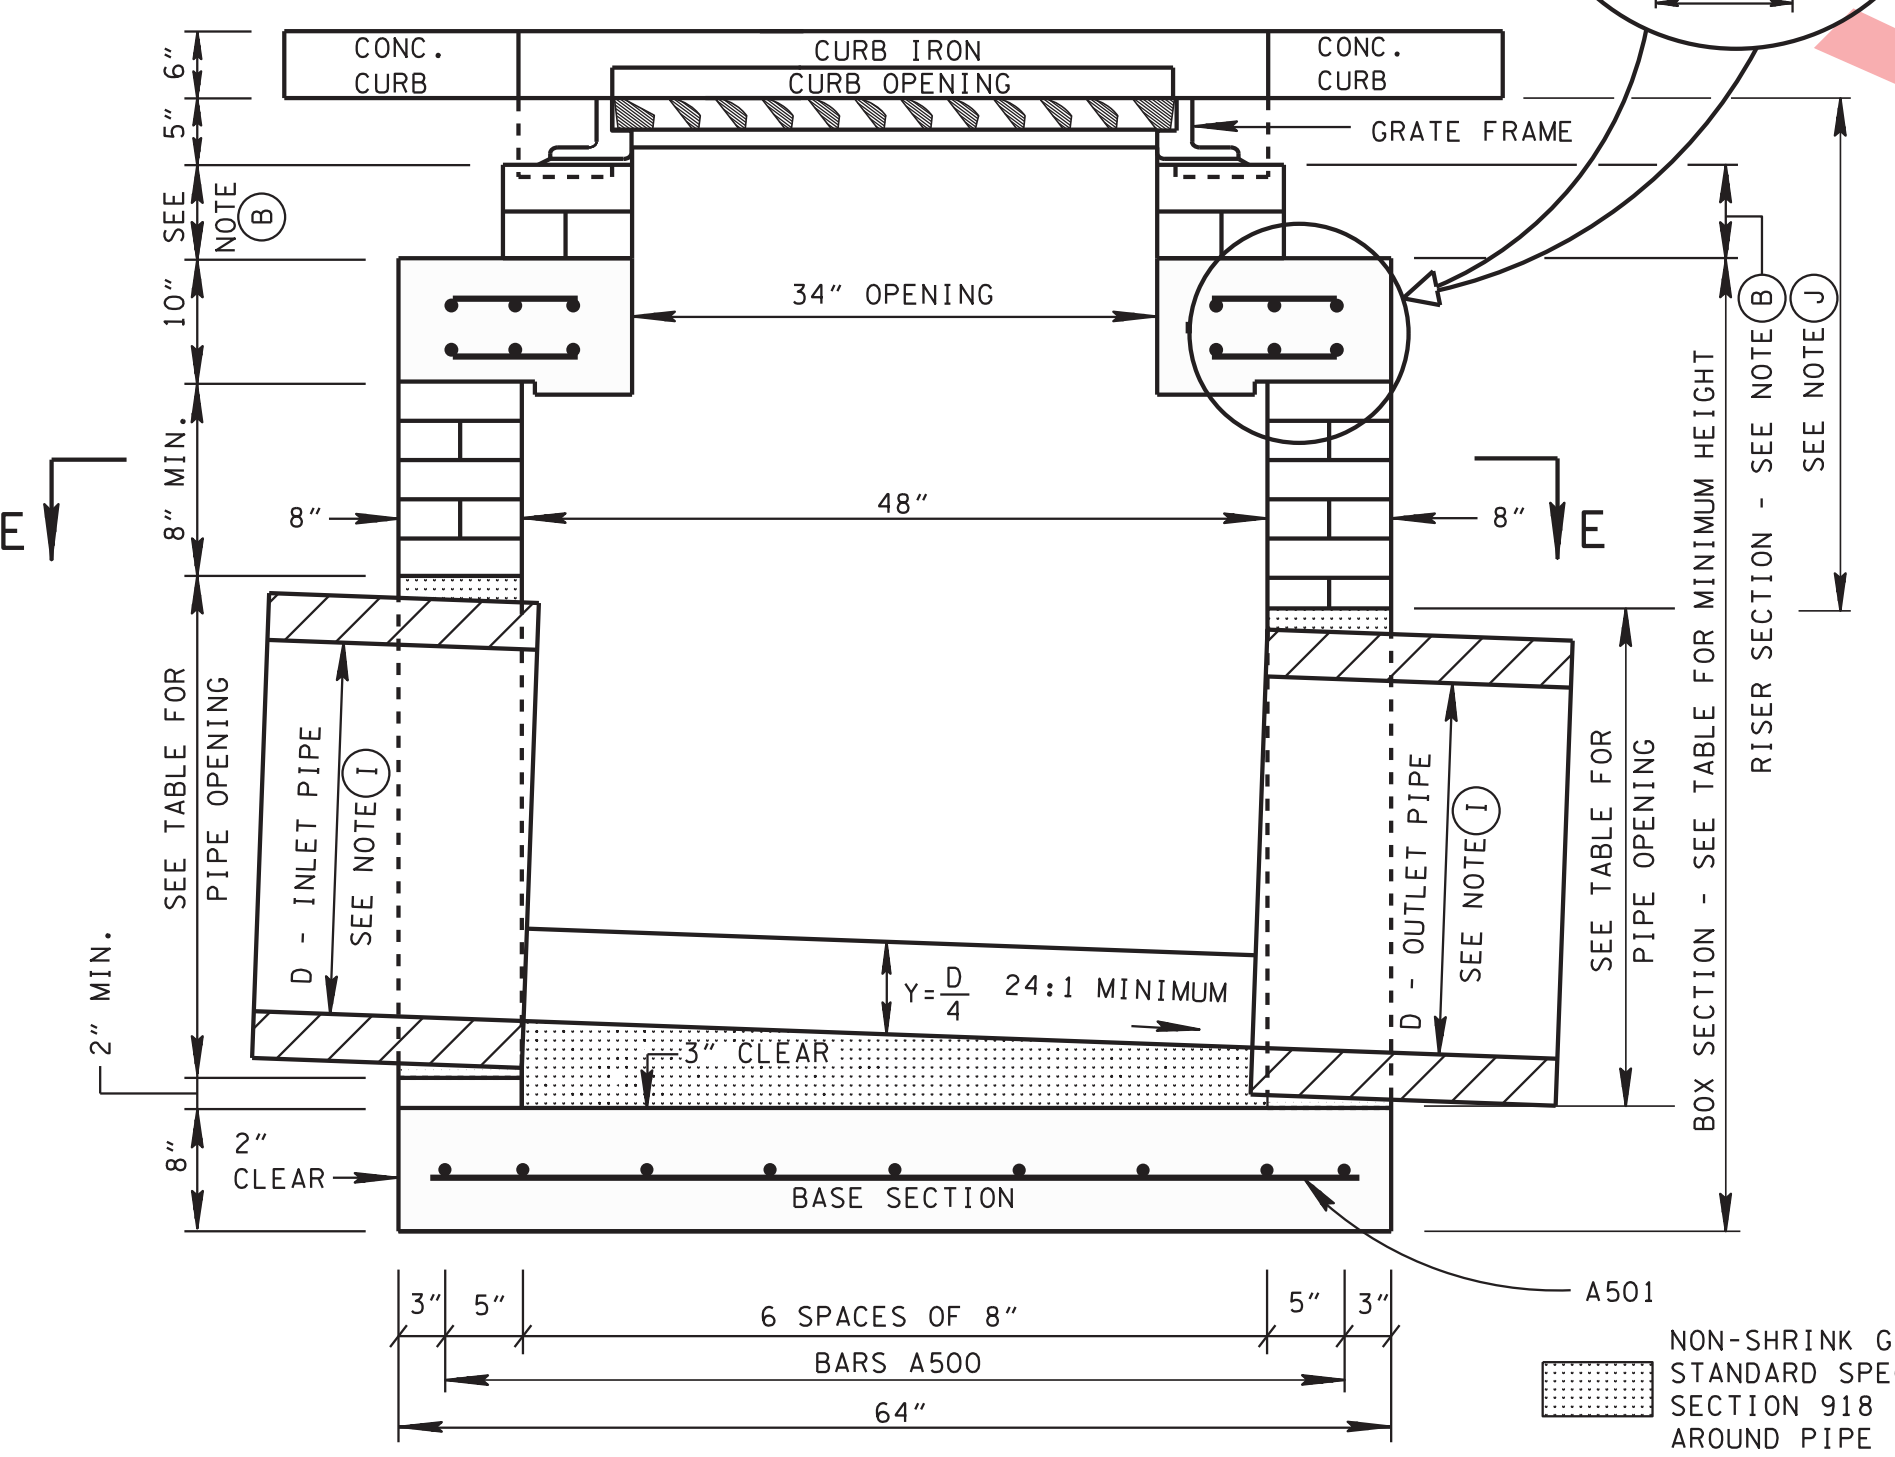 6"
CONC.
CURB
CURB IRON
CURB OPENING
CONC.
CURB
5"
GRATE FRAME
SEE
NOTE B
10"
34" OPENING
8" MIN.
E
8"
48"
8"
E
SEE TABLE FOR
PIPE OPENING
D - INLET PIPE
SEE NOTE I
D - OUTLET PIPE
SEE NOTE I
SEE TABLE FOR
PIPE OPENING
BOX SECTION - SEE TABLE FOR MINIMUM HEIGHT
RISER SECTION - SEE NOTE B
SEE NOTE J
2" MIN.
Y=D/4
24:1 MINIMUM
3" CLEAR
8"
2"
CLEAR
BASE SECTION
A501
3"
5"
6 SPACES OF 8"
5"
3"
BARS A500
64"
NON-SHRINK
STANDARD
SECTION 918
AROUND PIPE